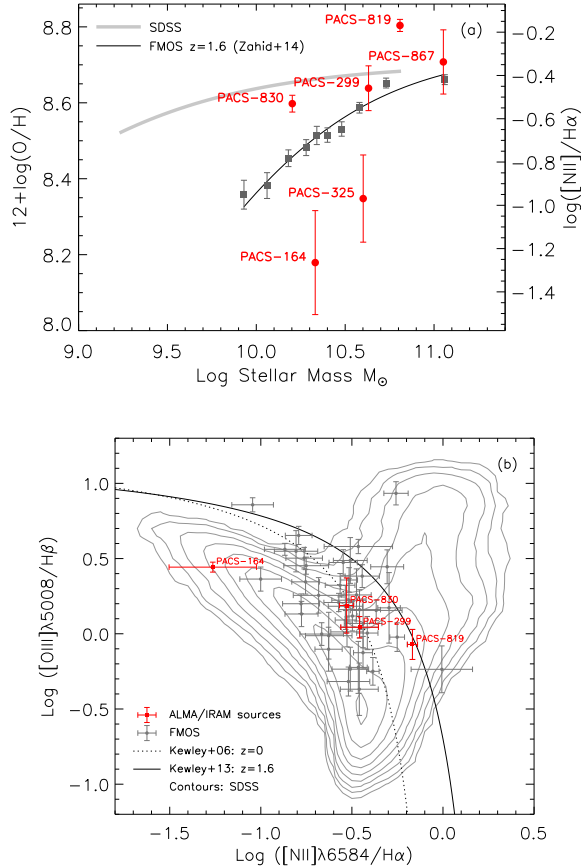 SDSS
FMOS z=1.6 (Zahid+14)
(a)
PACS-819
PACS-867
PACS-299
PACS-830
PACS-325
PACS-164
8.8
8.6
8.4
8.2
8.0
12+log(O/H)
−0.2
−0.4
−0.6
−0.8
−1.0
−1.2
−1.4
log([NII]/Hα)
9.0 9.5 10.0 10.5 11.0
Log Stellar Mass M⊙
(b)
PACS-164
PACS-830
PACS-299
PACS-819
1.0
0.5
0.0
−0.5
−1.0
Log ([OIII]λ5008/Hβ)
ALMA/IRAM sources
FMOS
Kewley+06: z=0
Kewley+13: z=1.6
Contours: SDSS
−1.5 −1.0 −0.5 0.0 0.5
Log ([NII]λ6584/Hα)